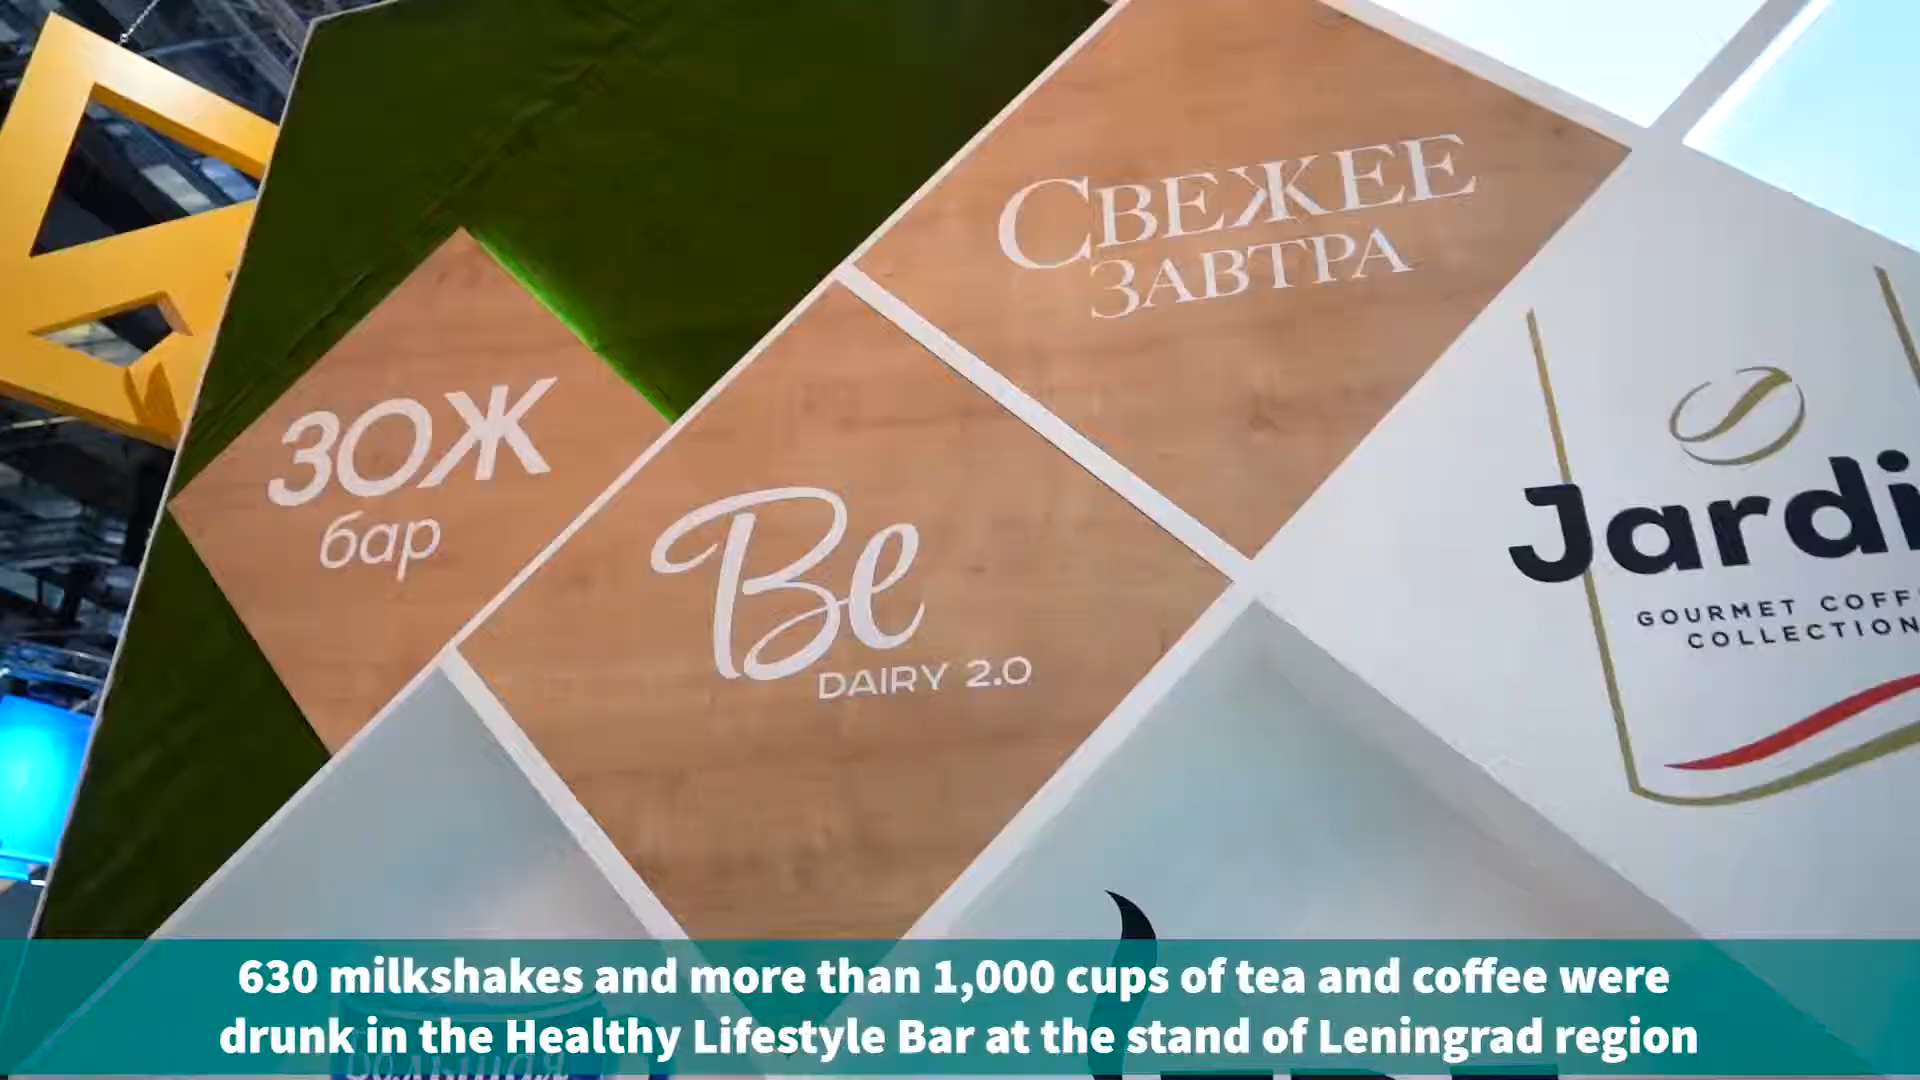 СВЕЖЕЕ
ЗАВТРА
ЗОЖ
бар
Be
DAIRY 2.0
Jardi
GOURMET COFF
COLLECTION
630 milkshakes and more than 1,000 cups of tea and coffee were
drunk in the Healthy Lifestyle Bar at the stand of Leningrad region